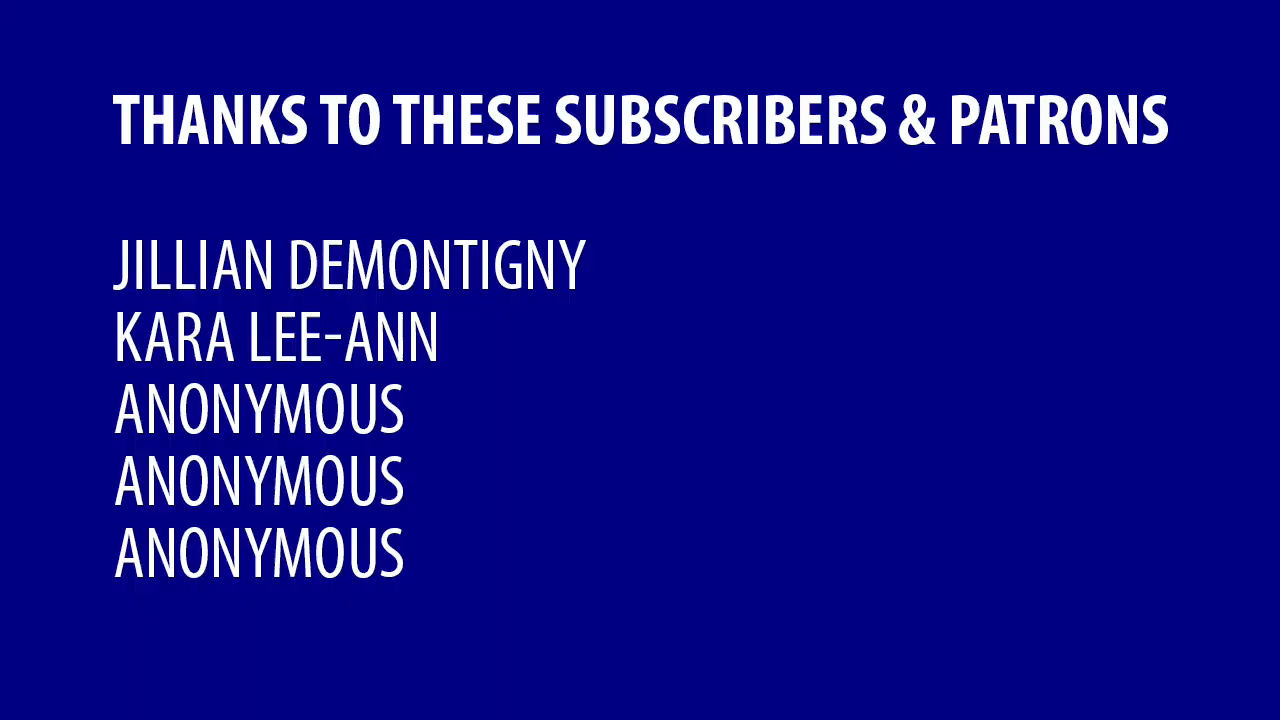 THANKS TO THESE SUBSCRIBERS & PATRONS
JILLIAN DEMONTIGNY
KARA LEE-ANN
ANONYMOUS
ANONYMOUS
ANONYMOUS